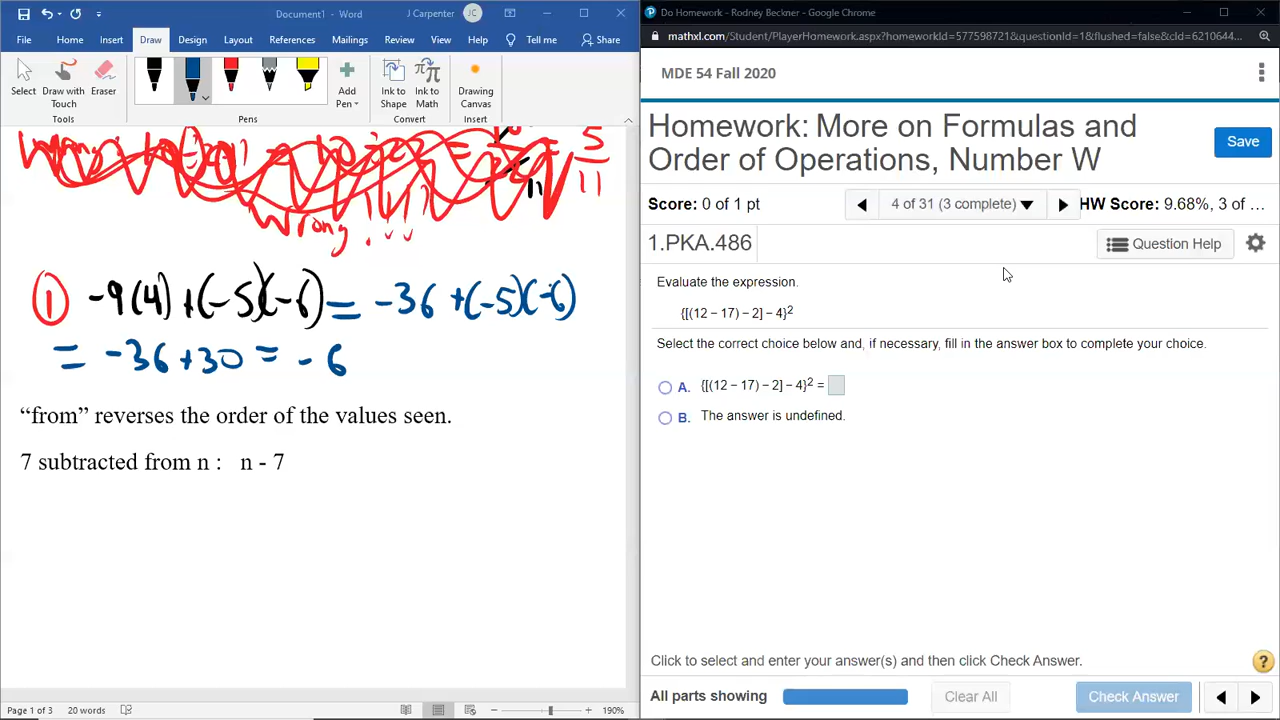 Document1 - Word
J Carpenter
JC
File
Home
Insert
Draw
Design
Layout
References
Mailings
Review
View
Help
Tell me
Share
Select
Draw with Touch
Eraser
Add Pen
Ink to Shape
Ink to Math
Drawing Canvas
Tools
Pens
Convert
Insert
5
11
Wrong
① -9(4) + (-5)(-6) = -36 + (-5)(-6)
= -36 + 30 = -6
“from” reverses the order of the values seen.
7 subtracted from n : n - 7
Page 1 of 3
20 words
190%
Do Homework - Rodney Beckner - Google Chrome
mathxl.com/Student/PlayerHomework.aspx?homeworkId=577598721&questionId=1&flushed=false&cId=6210644
MDE 54 Fall 2020
Homework: More on Formulas and
Order of Operations, Number W
Save
Score: 0 of 1 pt
4 of 31 (3 complete)
HW Score: 9.68%, 3 of ...
1.PKA.486
Question Help
Evaluate the expression.
{[(12 − 17) − 2] − 4}²
Select the correct choice below and, if necessary, fill in the answer box to complete your choice.
A. {[(12 − 17) − 2] − 4}² =
B. The answer is undefined.
Click to select and enter your answer(s) and then click Check Answer.
?
All parts showing
Clear All
Check Answer